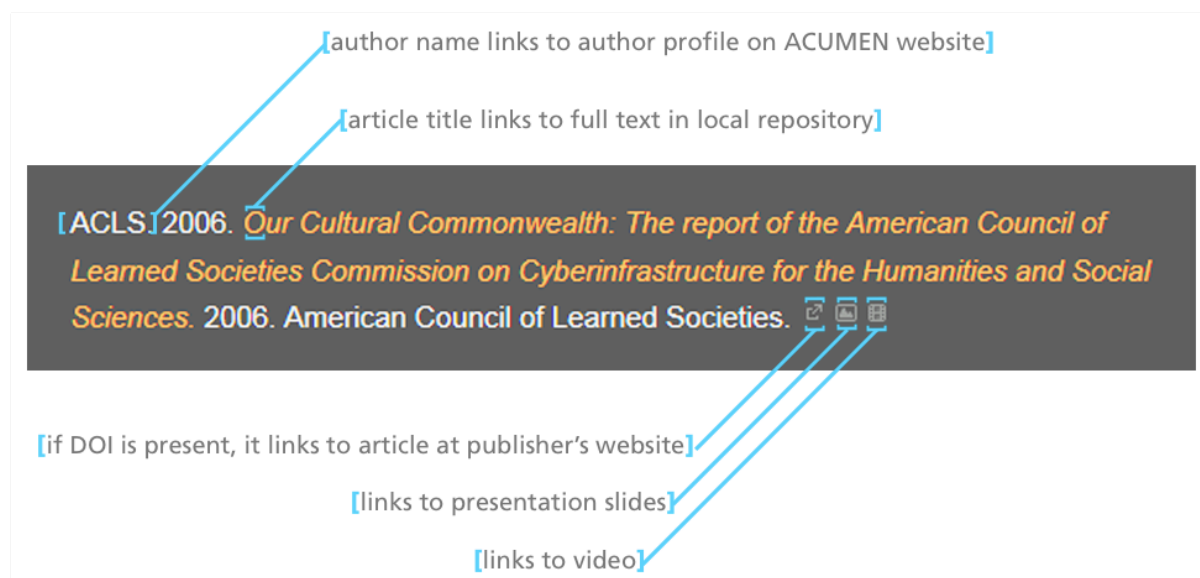 [author name links to author profile on ACUMEN website]
[article title links to full text in local repository]
[ACLS.] 2006. Our Cultural Commonwealth: The report of the American Council of
Learned Societies Commission on Cyberinfrastructure for the Humanities and Social
Sciences. 2006. American Council of Learned Societies.
[if DOI is present, it links to article at publisher’s website]
[links to presentation slides]
[links to video]